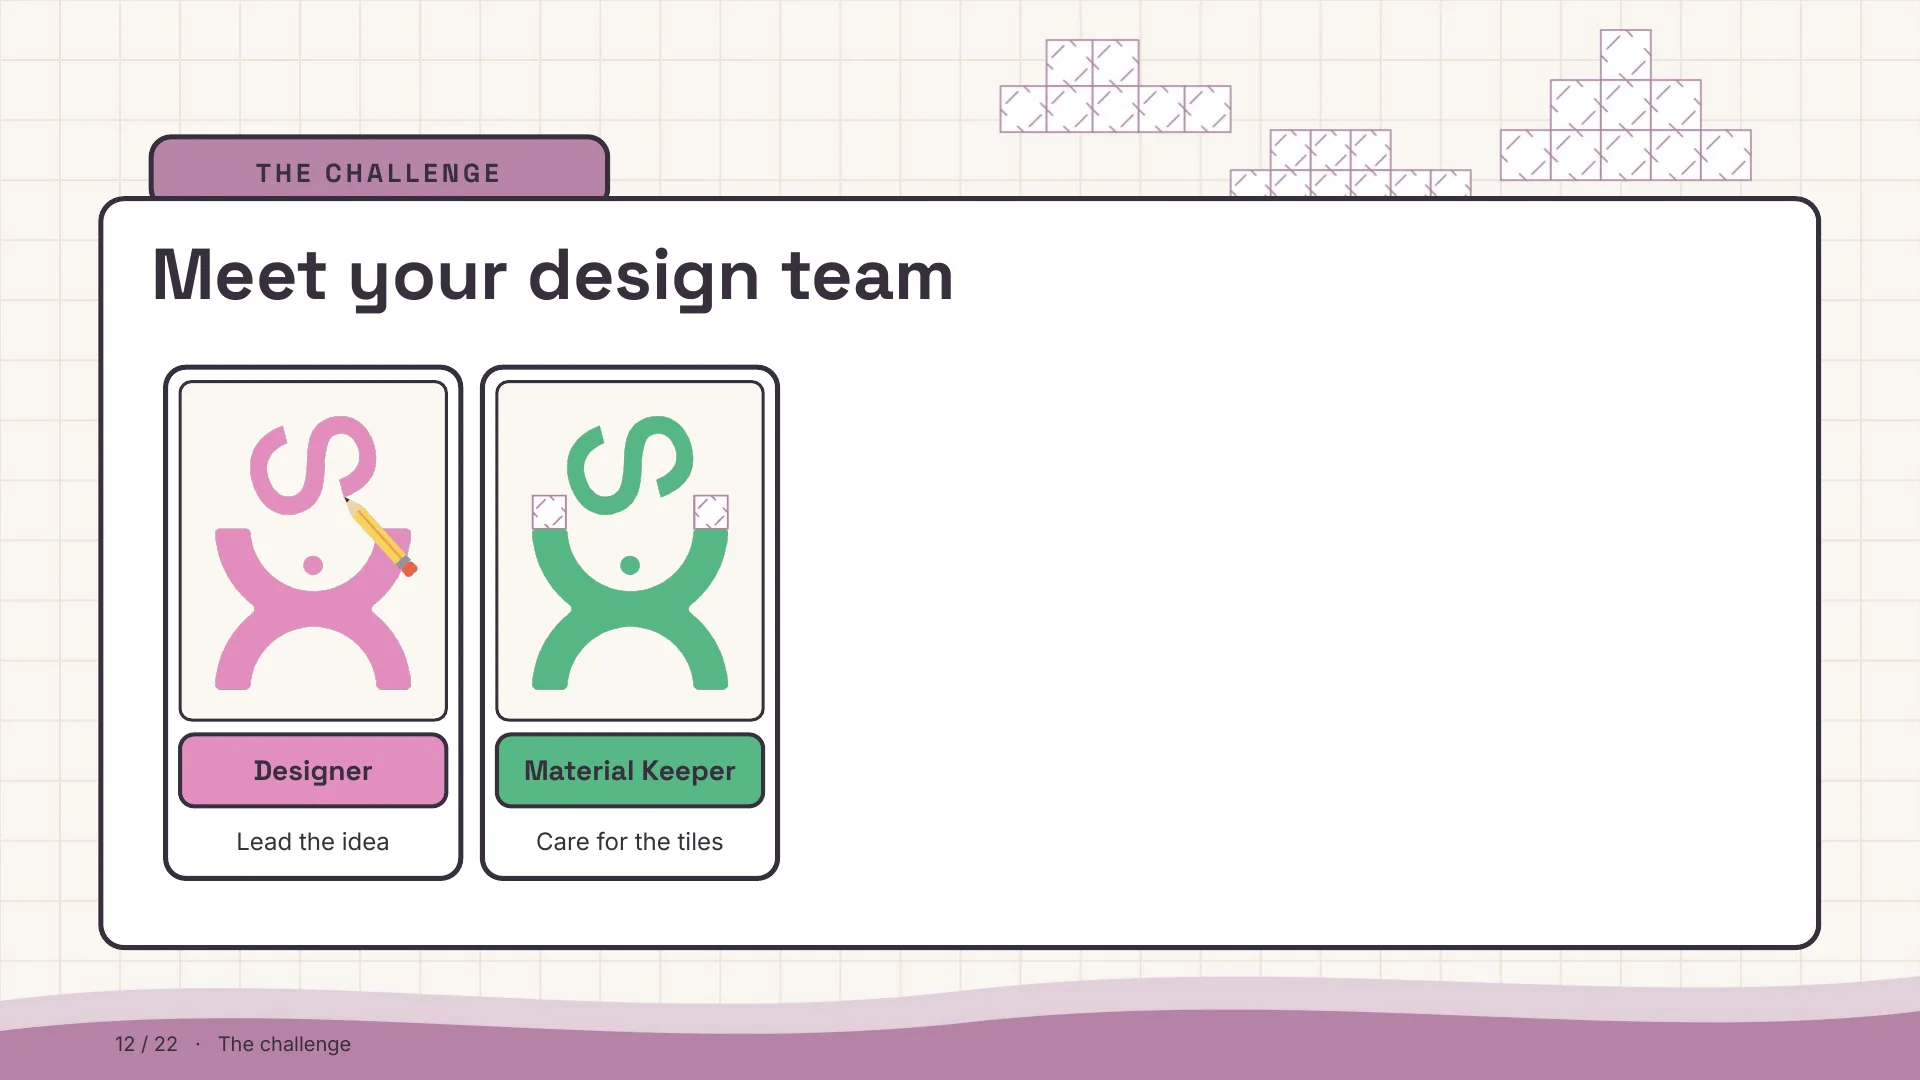 THE CHALLENGE
Meet your design team
Designer
Lead the idea
Material Keeper
Care for the tiles
12 / 22 · The challenge